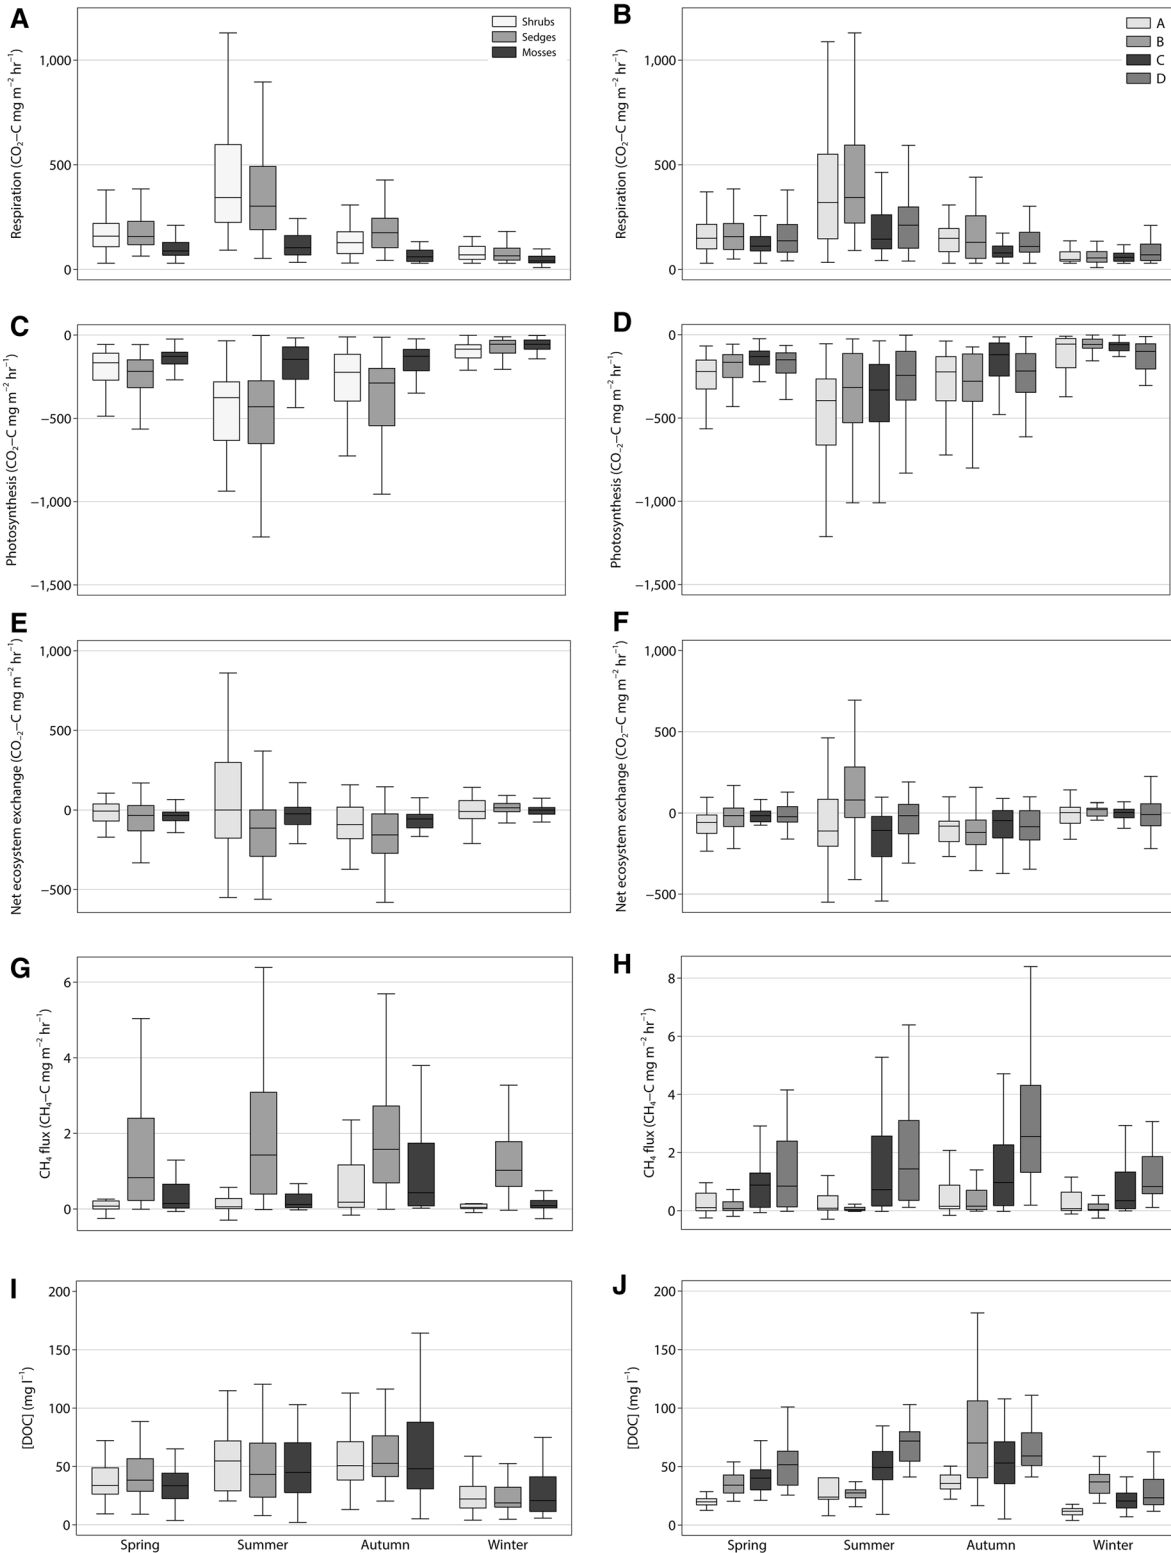 A
Respiration (CO₂–C mg m⁻² hr⁻¹)
1,000
500
0
Shrubs
Sedges
Mosses
B
Respiration (CO₂–C mg m⁻² hr⁻¹)
1,000
500
0
A
B
C
D
C
Photosynthesis (CO₂–C mg m⁻² hr⁻¹)
0
−500
−1,000
−1,500
D
Photosynthesis (CO₋₂–C mg m⁻² hr⁻¹)
0
−500
−1,000
−1,500
E
Net ecosystem exchange (CO₋₂–C mg m⁻² hr⁻¹)
1,000
500
0
−500
F
Net ecosystem exchange (CO₂–C mg m⁻² hr⁻¹)
1,000
500
0
−500
G
CH₄ flux (CH₄–C mg m⁻² hr⁻¹)
6
4
2
0
H
CH₄ flux (CH₄–C mg m⁻² hr⁻¹)
8
6
4
2
0
I
[DOC] (mg l⁻¹)
200
150
100
50
0
Spring Summer Autumn Winter
J
[DOC] (mg l⁻¹)
200
150
100
50
0
Spring Summer Autumn Winter